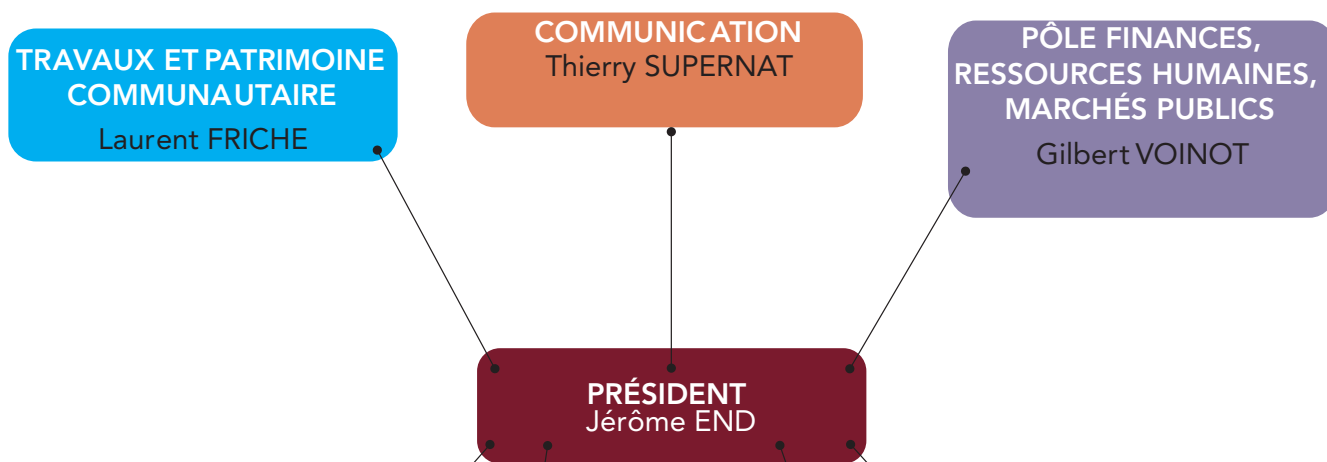 TRAVAUX ET PATRIMOINE
COMMUNAUTAIRE
Laurent FRICHE
COMMUNICATION
Thierry SUPERNAT
PÔLE FINANCES,
RESSOURCES HUMAINES,
MARCHÉS PUBLICS
Gilbert VOINOT
PRÉSIDENT
Jérôme END